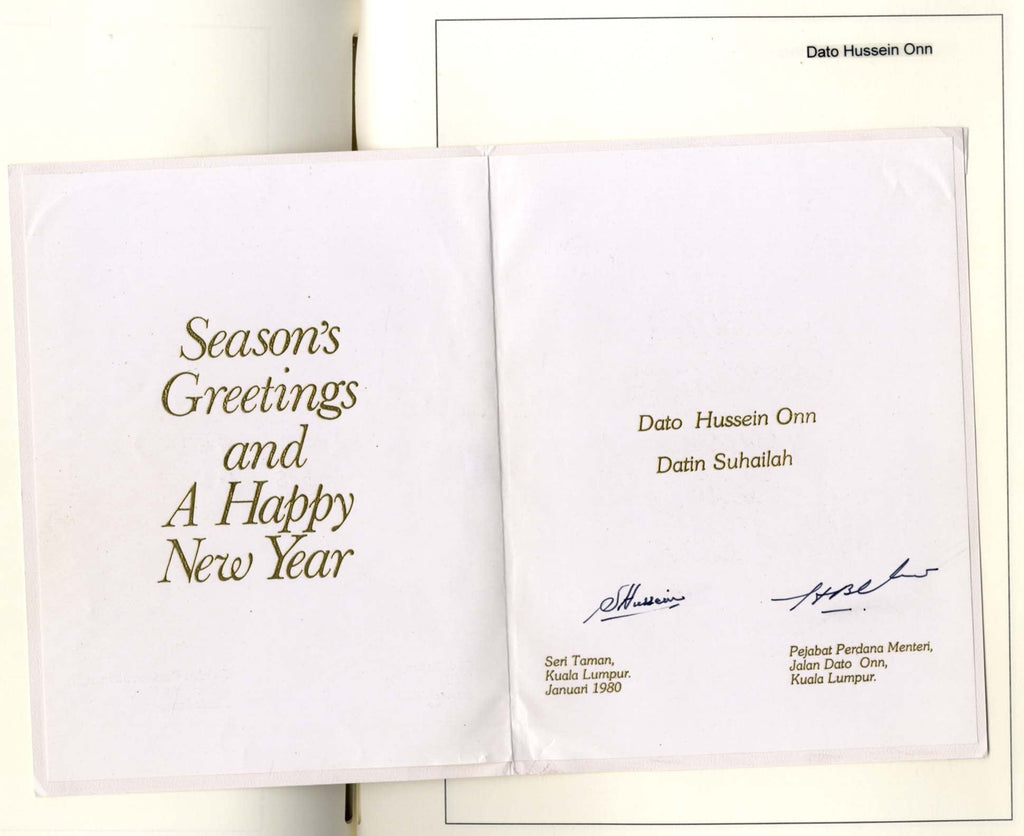 Dato Hussein Onn
Season's
Greetings
and
A Happy
New Year
Dato Hussein Onn
Datin Suhailah
SHussein
Seri Taman,
Kuala Lumpur.
Januari 1980
Pejabat Perdana Menteri,
Jalan Dato Onn,
Kuala Lumpur.